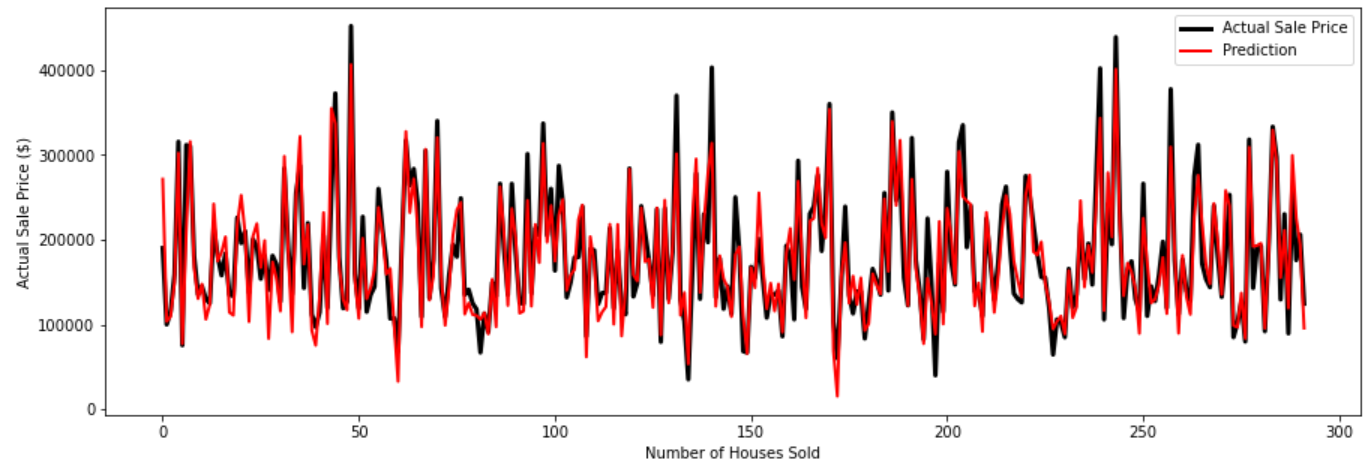 Actual Sale Price
Prediction
Actual Sale Price ($)
400000
300000
200000
100000
0
0 50 100 150 200 250 300
Number of Houses Sold